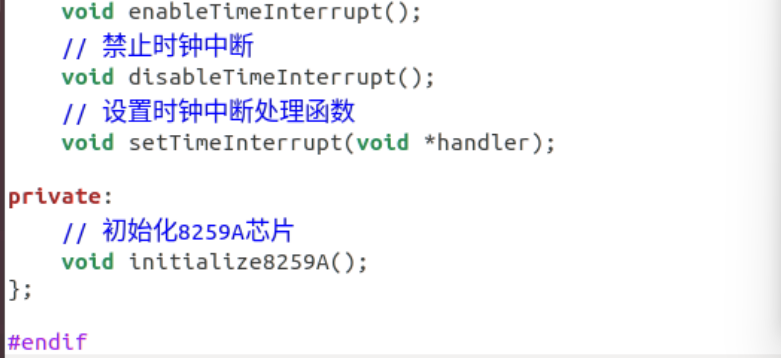 void enableTimeInterrupt();
// 禁止时钟中断
void disableTimeInterrupt();
// 设置时钟中断处理函数
void setTimeInterrupt(void *handler);
private:
// 初始化8259A芯片
void initialize8259A();
};
#endif